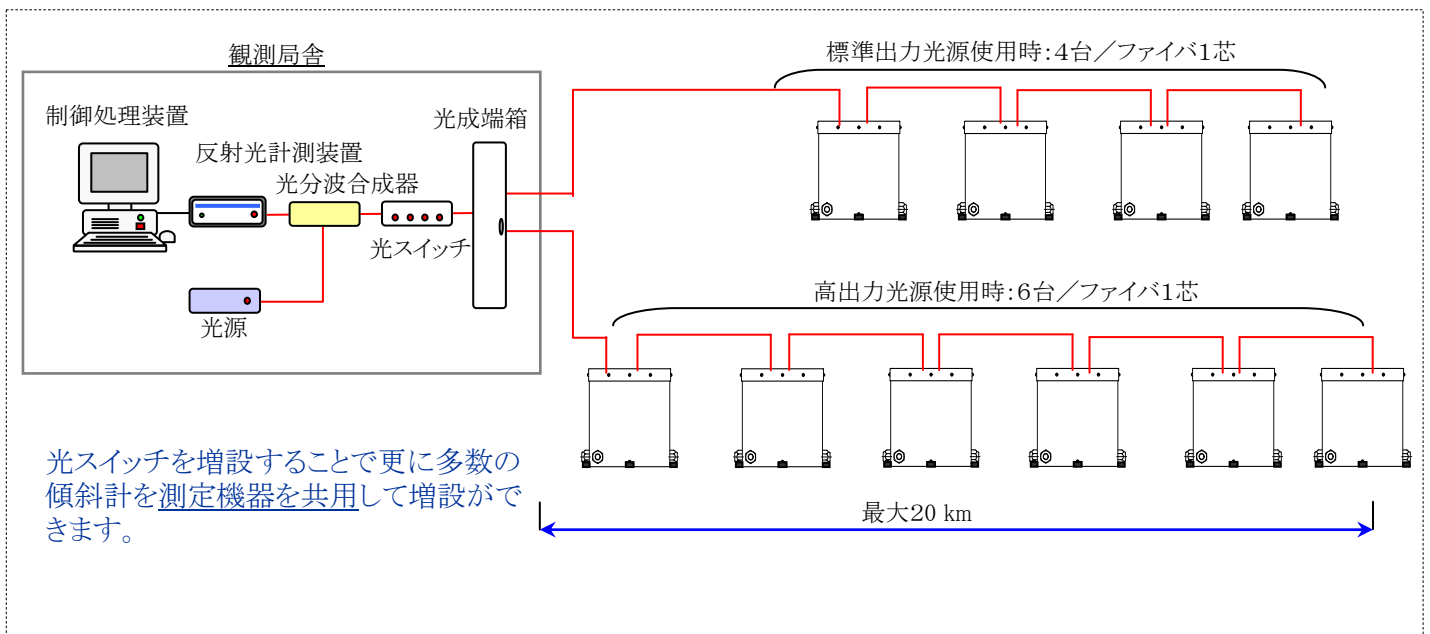 観測局舎
標準出力光源使用時:4台／ファイバ1芯
制御処理装置
光成端箱
反射光計測装置
光分波合成器
光スイッチ
光源
高出力光源使用時:6台／ファイバ1芯
光スイッチを増設することで更に多数の
傾斜計を測定機器を共用して増設がで
きます。
最大20 km